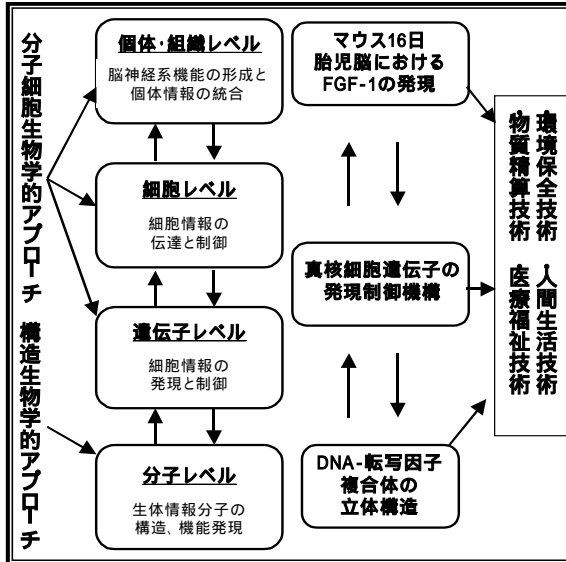 分子細胞生物学的アプローチ
構造生物学的アプローチ
個体・組織レベル
脳神経系機能の形成と
個体情報の統合
細胞レベル
細胞情報の
伝達と制御
遺伝子レベル
細胞情報の
発現と制御
分子レベル
生体情報分子の
構造、機能発現
マウス16日
胎児脳における
FGF-1の発現
真核細胞遺伝子の
発現制御機構
DNA-転写因子
複合体の
立体構造
環境保全技術 人間生活技術
物質精算技術 医療福祉技術